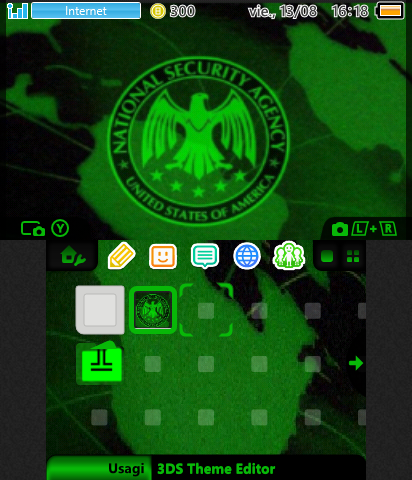 Internet
300
vie., 13/08
16:18
NATIONAL SECURITY AGENCY
UNITED STATES OF AMERICA
Y
L+R
Usagi
3DS Theme Editor